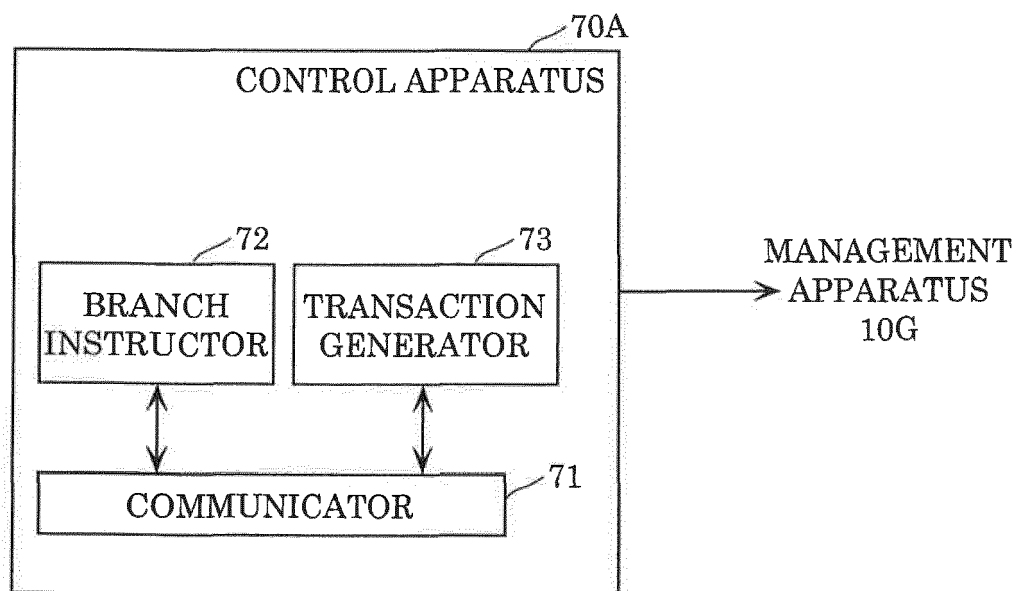 70A
CONTROL APPARATUS
72
73
BRANCH
INSTRUCTOR
TRANSACTION
GENERATOR
MANAGEMENT
APPARATUS
10G
71
COMMUNICATOR